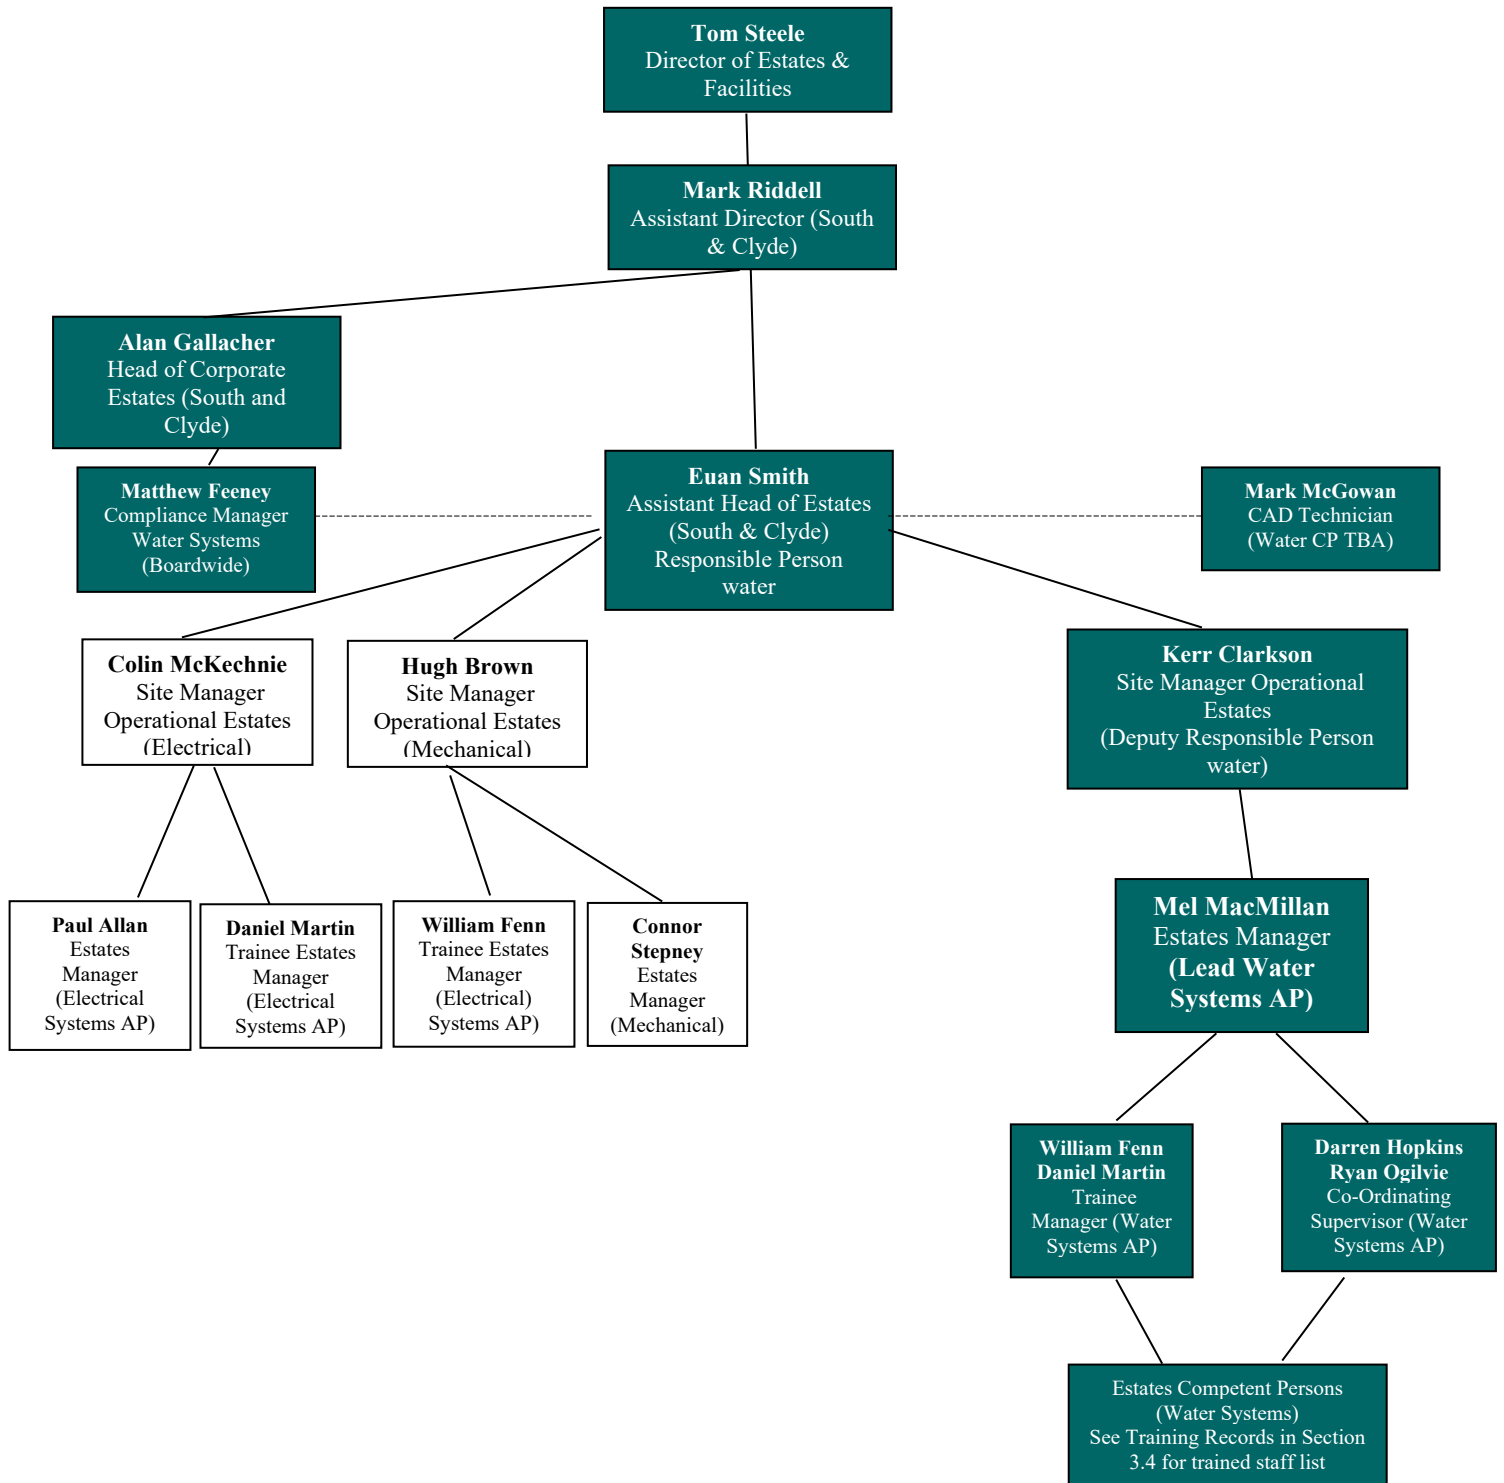 Tom Steele
Director of Estates &
Facilities
Mark Riddell
Assistant Director (South
& Clyde)
Alan Gallacher
Head of Corporate
Estates (South and
Clyde)
Matthew Feeney
Compliance Manager
Water Systems
(Boardwide)
Euan Smith
Assistant Head of Estates
(South & Clyde)
Responsible Person
water
Mark McGowan
CAD Technician
(Water CP TBA)
Colin McKechnie
Site Manager
Operational Estates
(Electrical)
Hugh Brown
Site Manager
Operational Estates
(Mechanical)
Kerr Clarkson
Site Manager Operational
Estates
(Deputy Responsible Person
water)
Paul Allan
Estates
Manager
(Electrical
Systems AP)
Daniel Martin
Trainee Estates
Manager
(Electrical
Systems AP)
William Fenn
Trainee Estates
Manager
(Electrical)
Systems AP)
Connor
Stepney
Estates
Manager
(Mechanical)
Mel MacMillan
Estates Manager
(Lead Water
Systems AP)
William Fenn
Daniel Martin
Trainee
Manager (Water
Systems AP)
Darren Hopkins
Ryan Ogilvie
Co-Ordinating
Supervisor (Water
Systems AP)
Estates Competent Persons
(Water Systems)
See Training Records in Section
3.4 for trained staff list